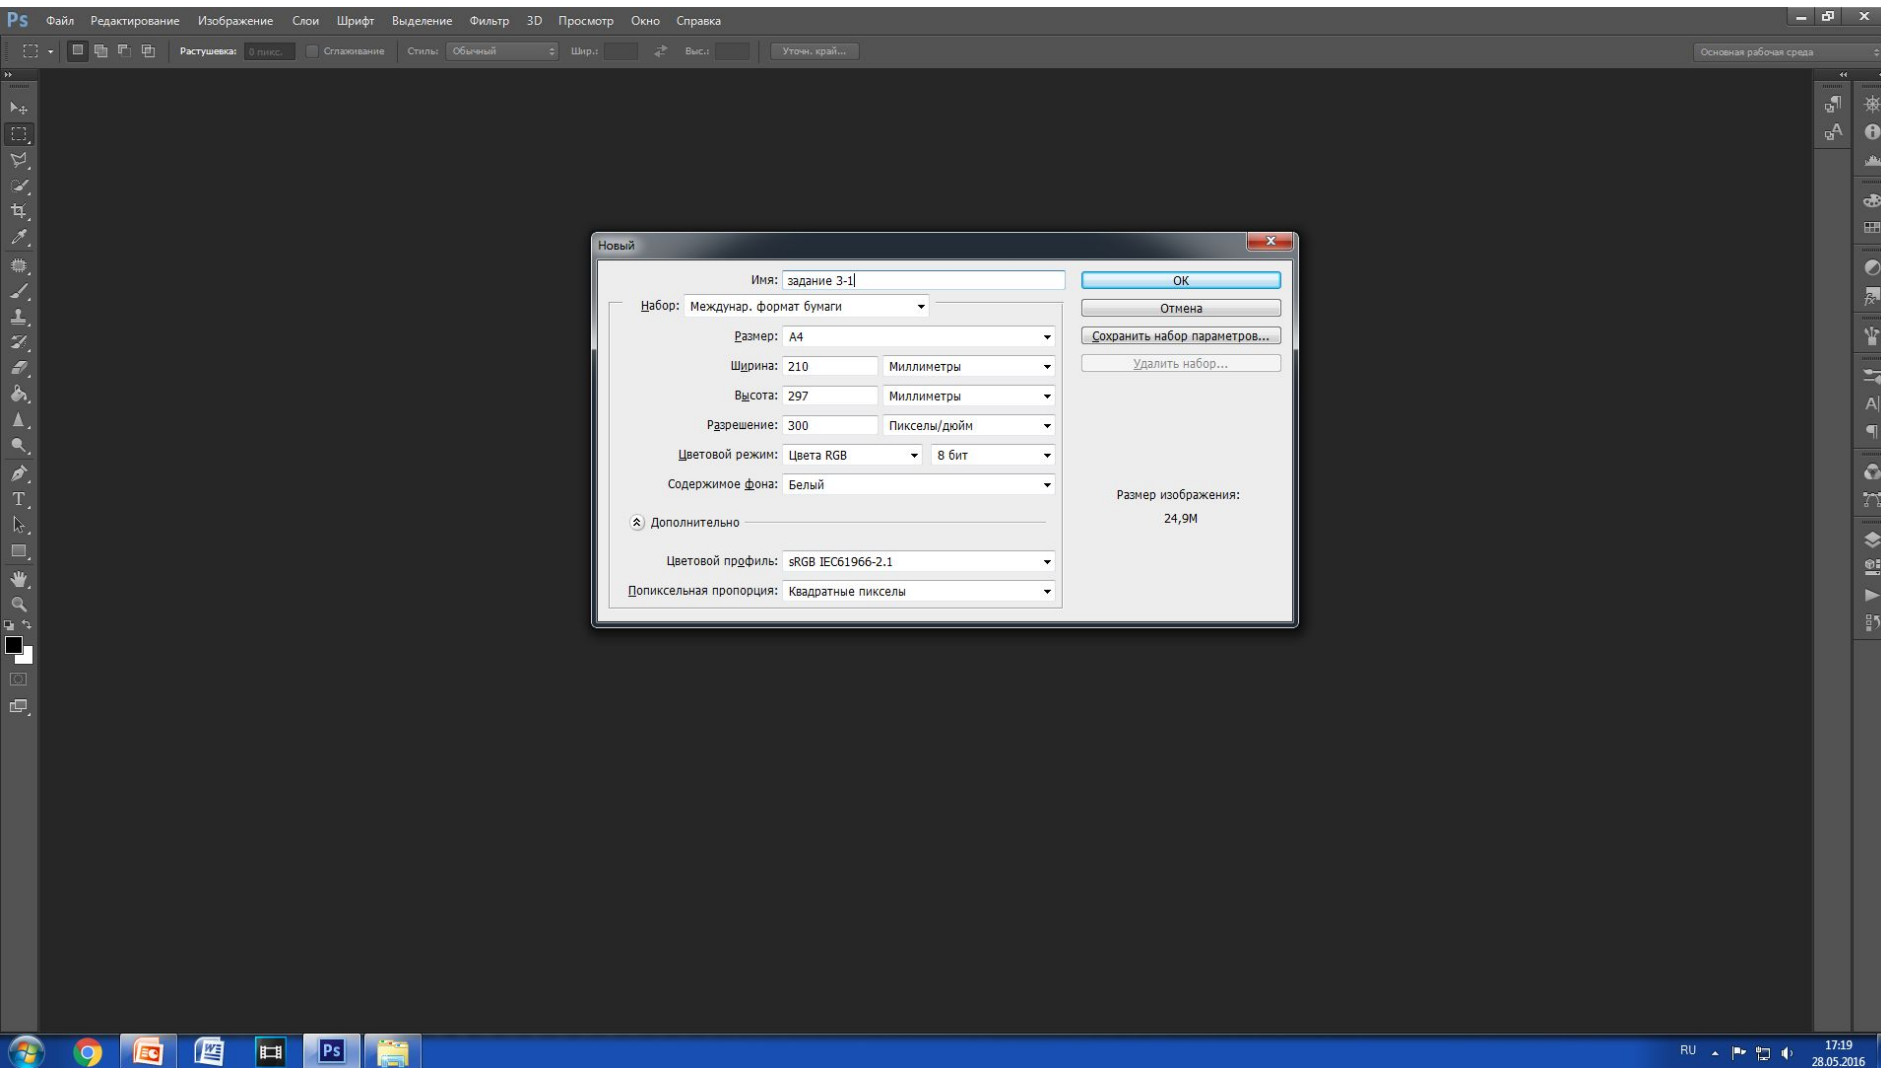 Ps Файл Редактирование Изображение Слои Шрифт Выделение Фильтр 3D Просмотр Окно Справка
Растушевка: 0 пикс. Сглаживание Стиль: Обычный Шир.: Выс.: Уточн. край... Основная рабочая среда
Новый
Имя: задание 3-1
OK
Набор: Междунар. формат бумаги
Отмена
Размер: A4
Сохранить набор параметров...
Ширина: 210 Миллиметры
Удалить набор...
Высота: 297 Миллиметры
Разрешение: 300 Пикселы/дюйм
Цветовой режим: Цвета RGB 8 бит
Содержимое фона: Белый
Размер изображения:
24,9M
Дополнительно
Цветовой профиль: sRGB IEC61966-2.1
Попиксельная пропорция: Квадратные пикселы
Ps
RU
17:19
28.05.2016